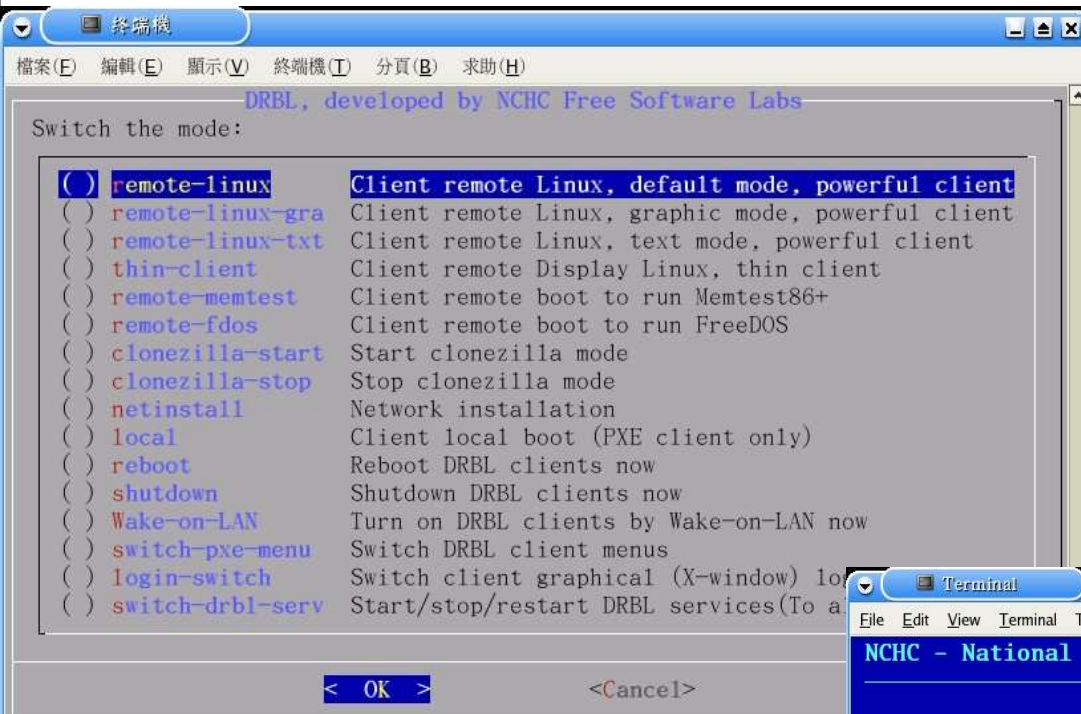 終端機
檔案(F) 編輯(E) 顯示(V) 終端機(T) 分頁(B) 求助(H)
DRBL, developed by NCHC Free Software Labs
Switch the mode:
( ) remote-linux Client remote Linux, default mode, powerful client
( ) remote-linux-gra Client remote Linux, graphic mode, powerful client
( ) remote-linux-txt Client remote Linux, text mode, powerful client
( ) thin-client Client remote Display Linux, thin client
( ) remote-memtest Client remote boot to run Memtest86+
( ) remote-fdos Client remote boot to run FreeDOS
( ) clonezilla-start Start clonezilla mode
( ) clonezilla-stop Stop clonezilla mode
( ) netinstall Network installation
( ) local Client local boot (PXE client only)
( ) reboot Reboot DRBL clients now
( ) shutdown Shutdown DRBL clients now
( ) Wake-on-LAN Turn on DRBL clients by Wake-on-LAN now
( ) switch-pxe-menu Switch DRBL client menus
( ) login-switch Switch client graphical (X-window)
( ) switch-drbl-serv Start/stop/restart DRBL services(To
< OK > <Cancel>
Terminal
File Edit View Terminal
NCHC - National